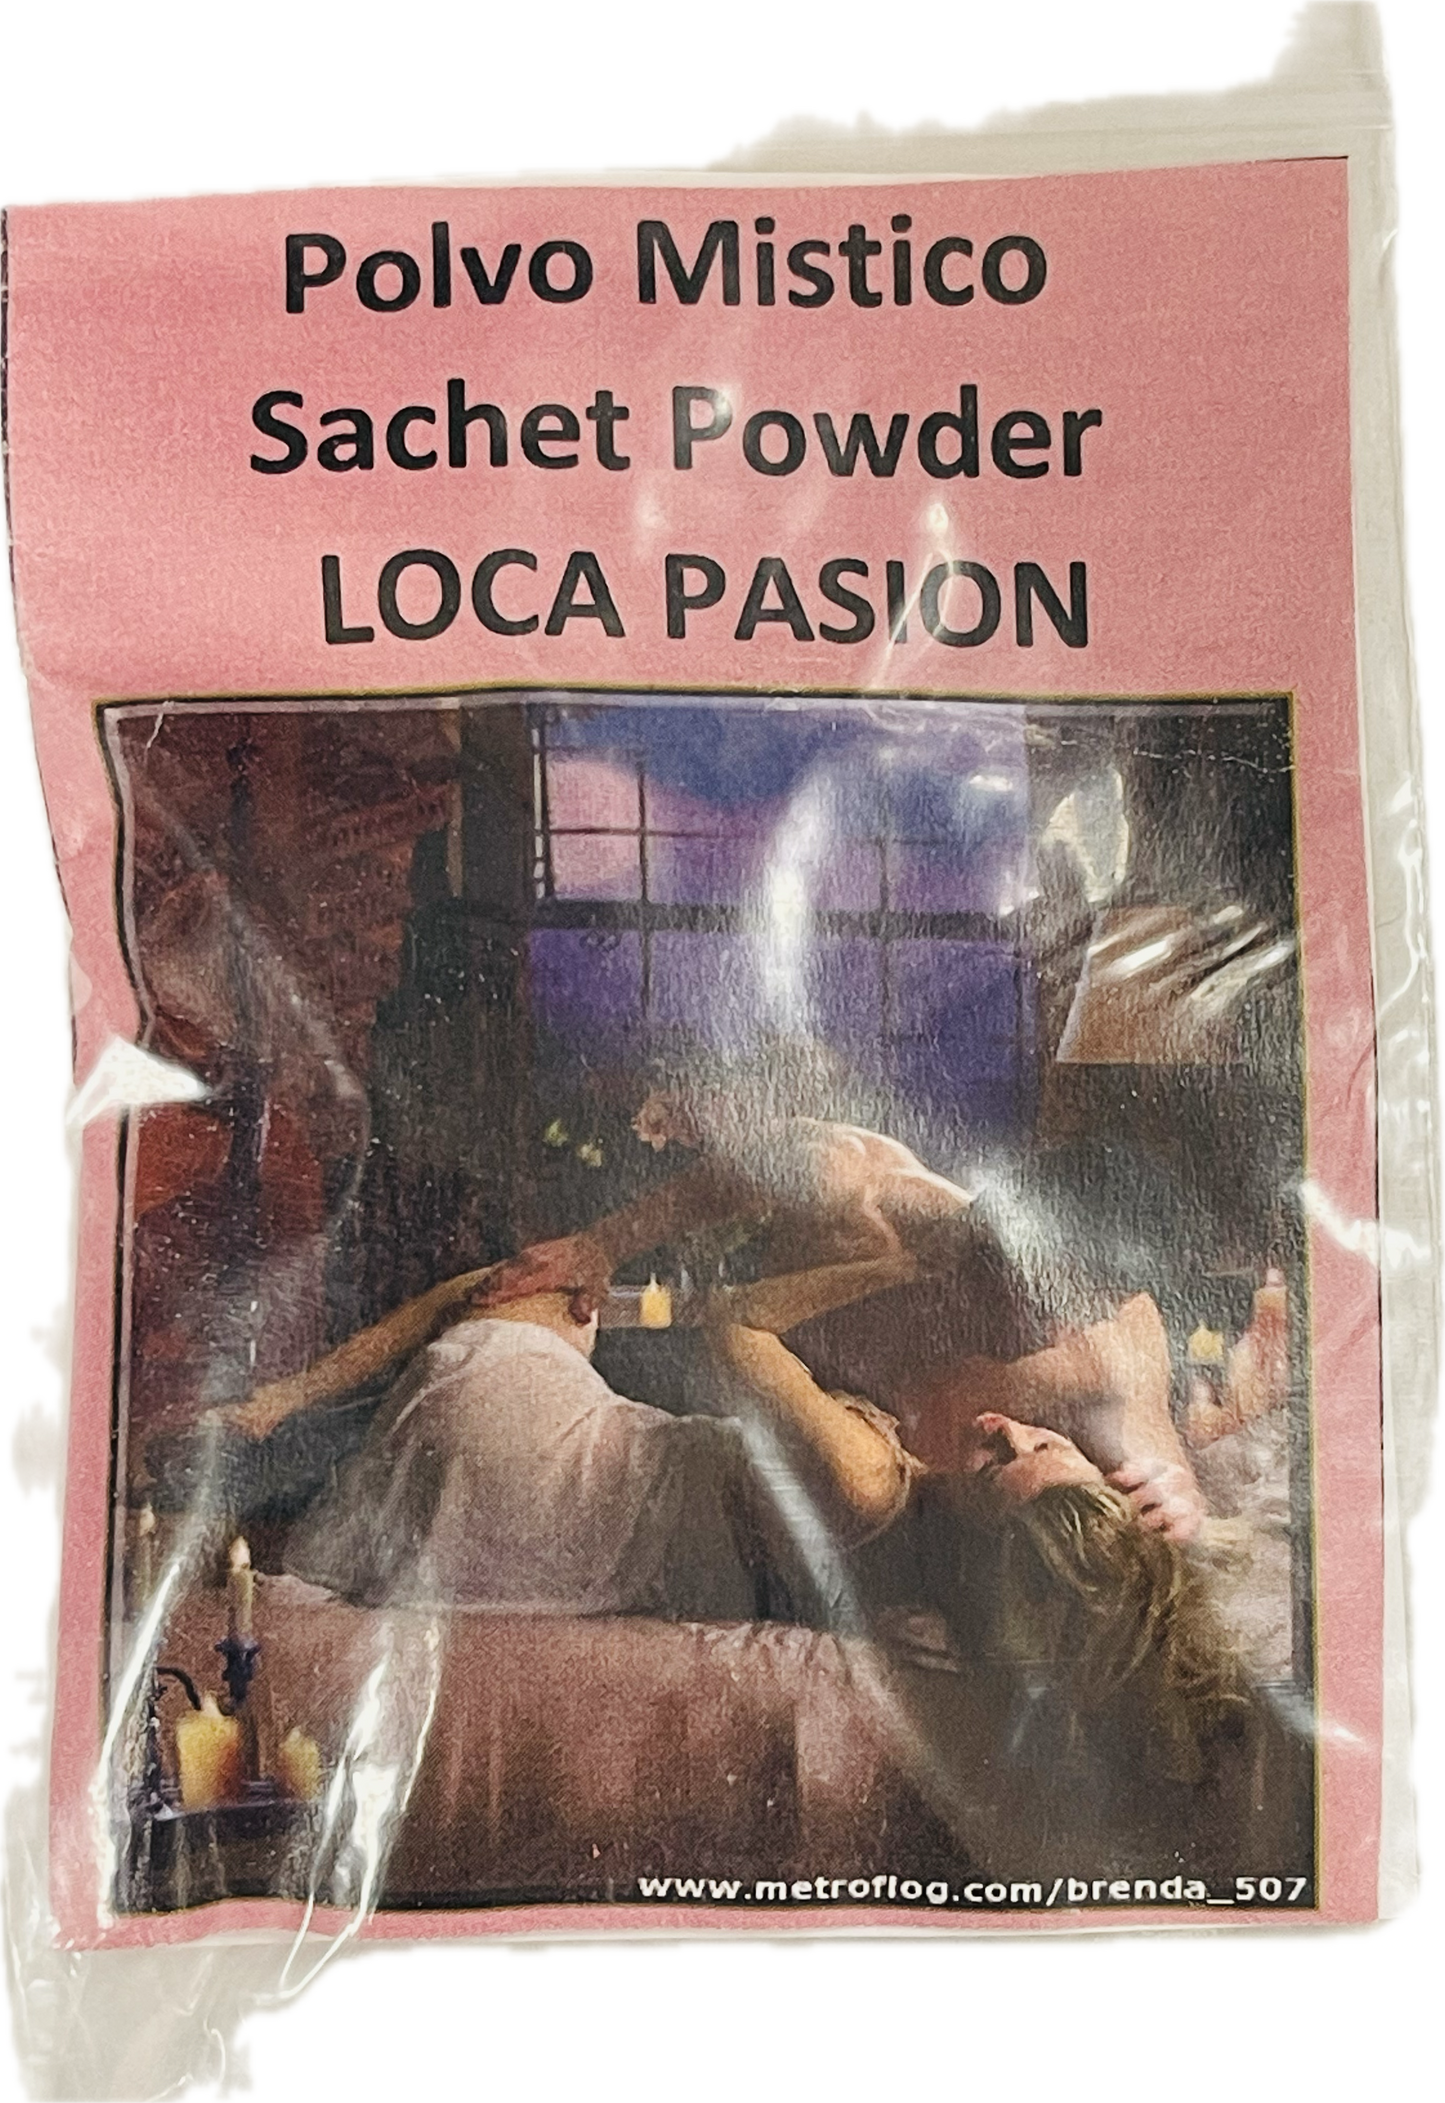 Polvo Mistico
Sachet Powder
LOCA PASION
www.metroflog.com/brenda_507